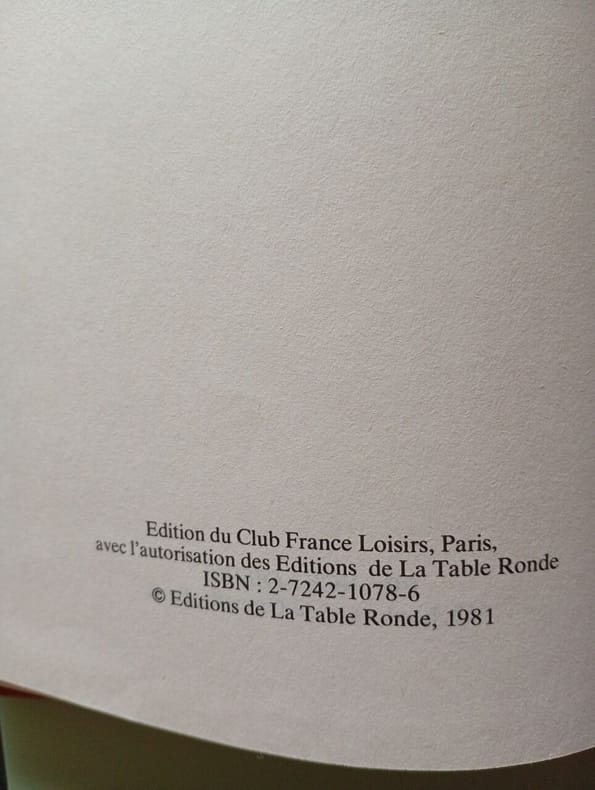 Edition du Club France Loisirs, Paris,
avec l'autorisation des Editions de La Table Ronde
ISBN : 2-7242-1078-6
© Editions de La Table Ronde, 1981